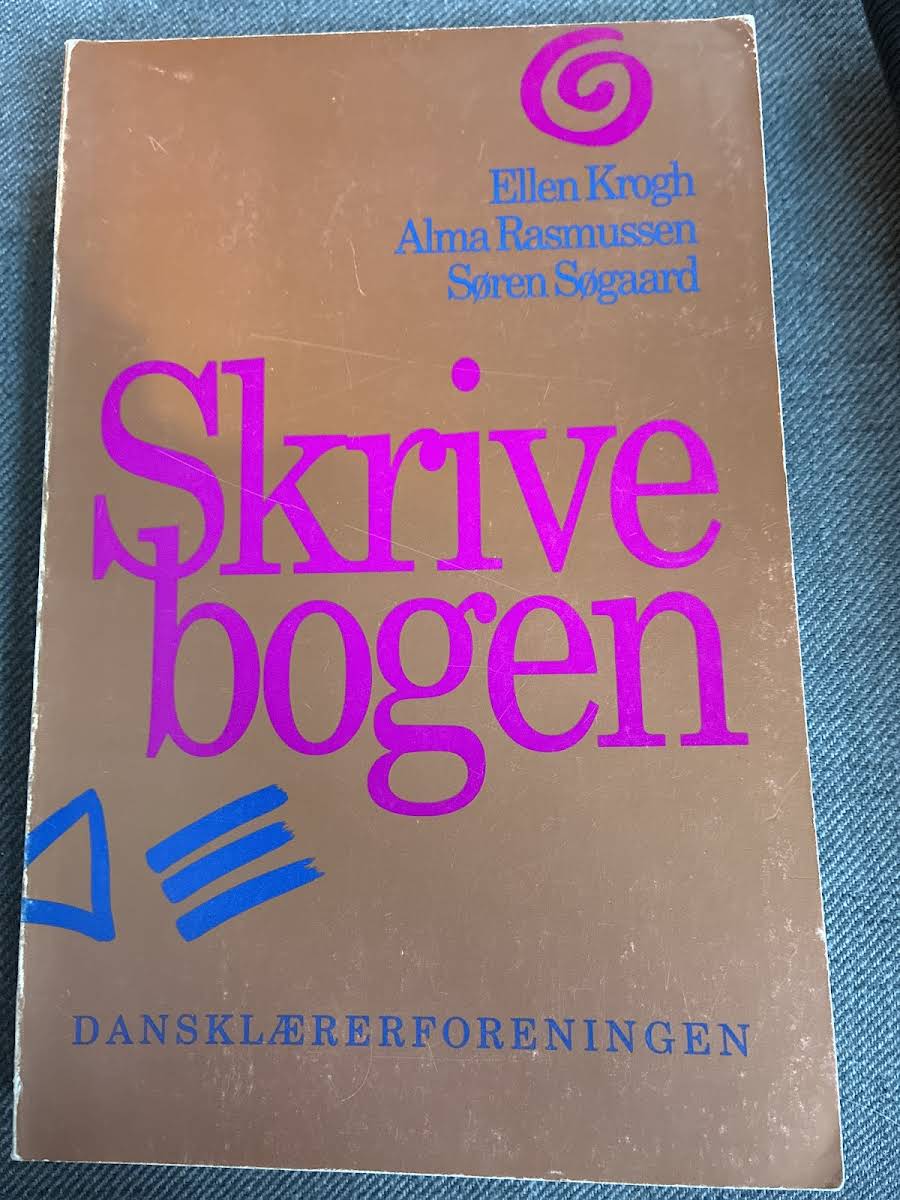 Ellen Krogh
Alma Rasmussen
Søren Søgaard
Skrive
bogen
DANSKLÆRERFORENINGEN